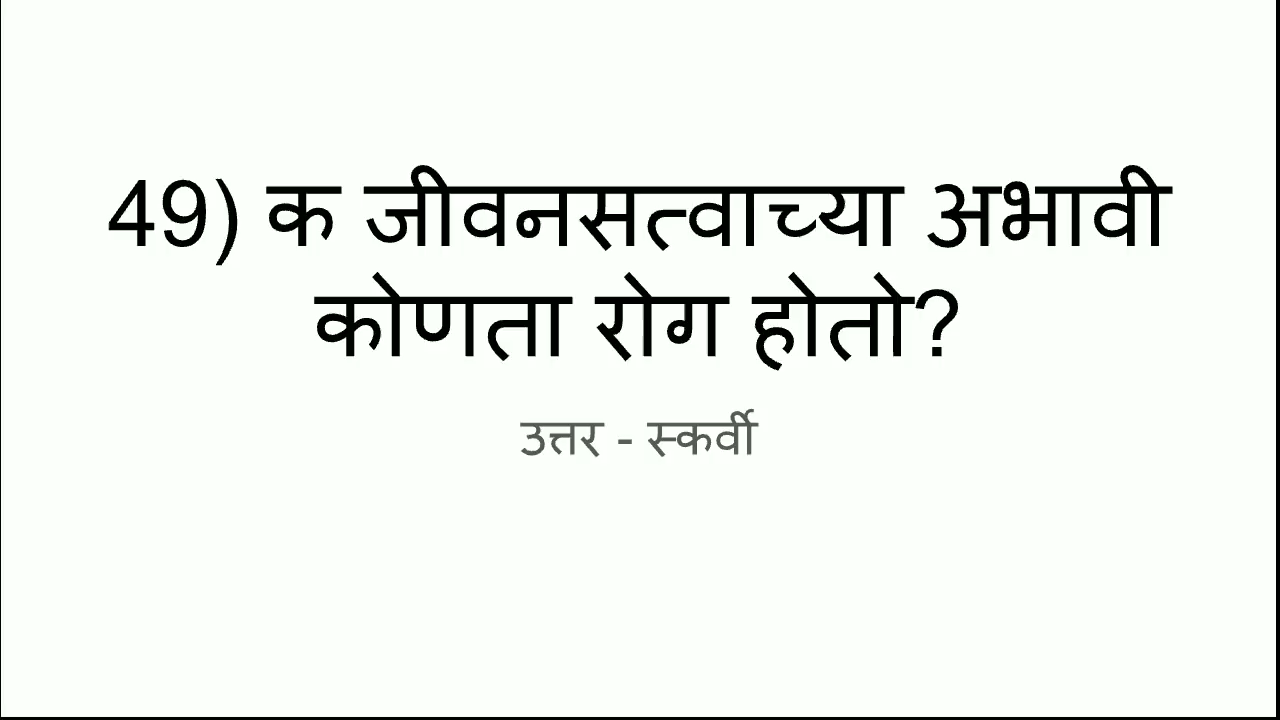 49) क जीवनसत्वाच्या अभावी
कोणता रोग होतो?
उत्तर - स्कर्वी